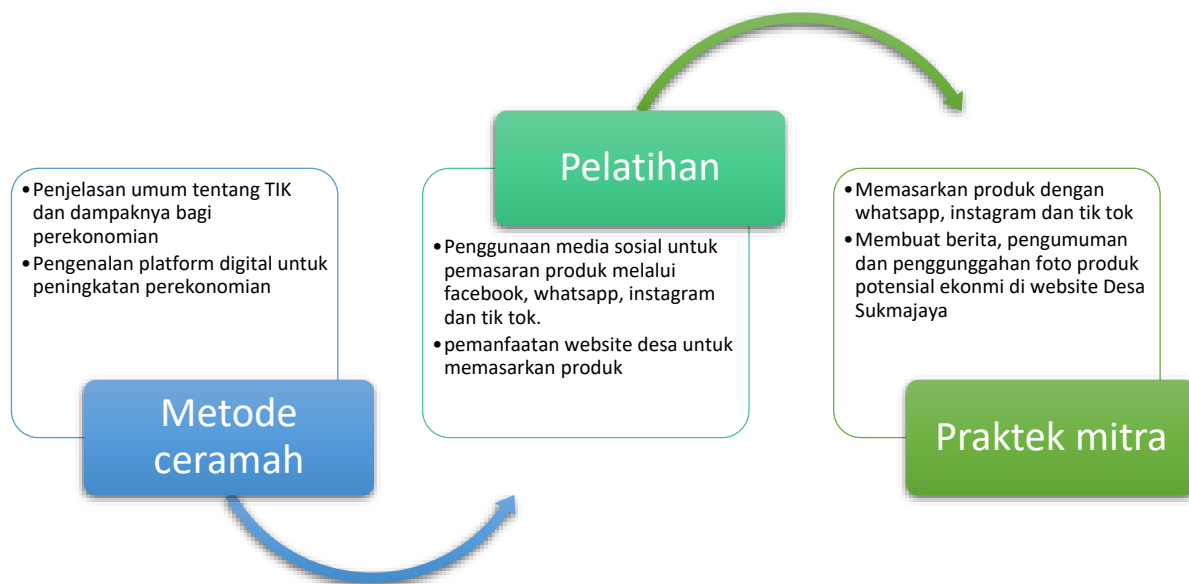 •Penjelasan umum tentang TIK
dan dampaknya bagi
perekonomian
•Pengenalan platform digital untuk
peningkatan perekonomian
Metode
ceramah
Pelatihan
•Penggunaan media sosial untuk
pemasaran produk melalui
facebook, whatsapp, instagram
dan tik tok.
•pemanfaatan website desa untuk
memasarkan produk
•Memasarkan produk dengan
whatsapp, instagram dan tik tok
•Membuat berita, pengumuman
dan penggunggahan foto produk
potensial ekonmi di website Desa
Sukmajaya
Praktek mitra